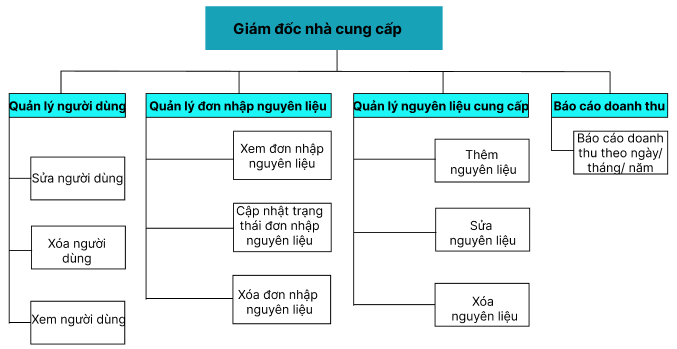 Giám đốc nhà cung cấp
Quản lý người dùng
Quản lý đơn nhập nguyên liệu
Quản lý nguyên liệu cung cấp
Báo cáo doanh thu
Sửa người dùng
Xóa người
dùng
Xem người dùng
Xem đơn nhập
nguyên liệu
Cập nhật trạng
thái đơn nhập
nguyên liệu
Xóa đơn nhập
nguyên liệu
Thêm
nguyên liệu
Sửa
nguyên liệu
Xóa
nguyên liệu
Báo cáo doanh
thu theo ngày/
tháng/ năm